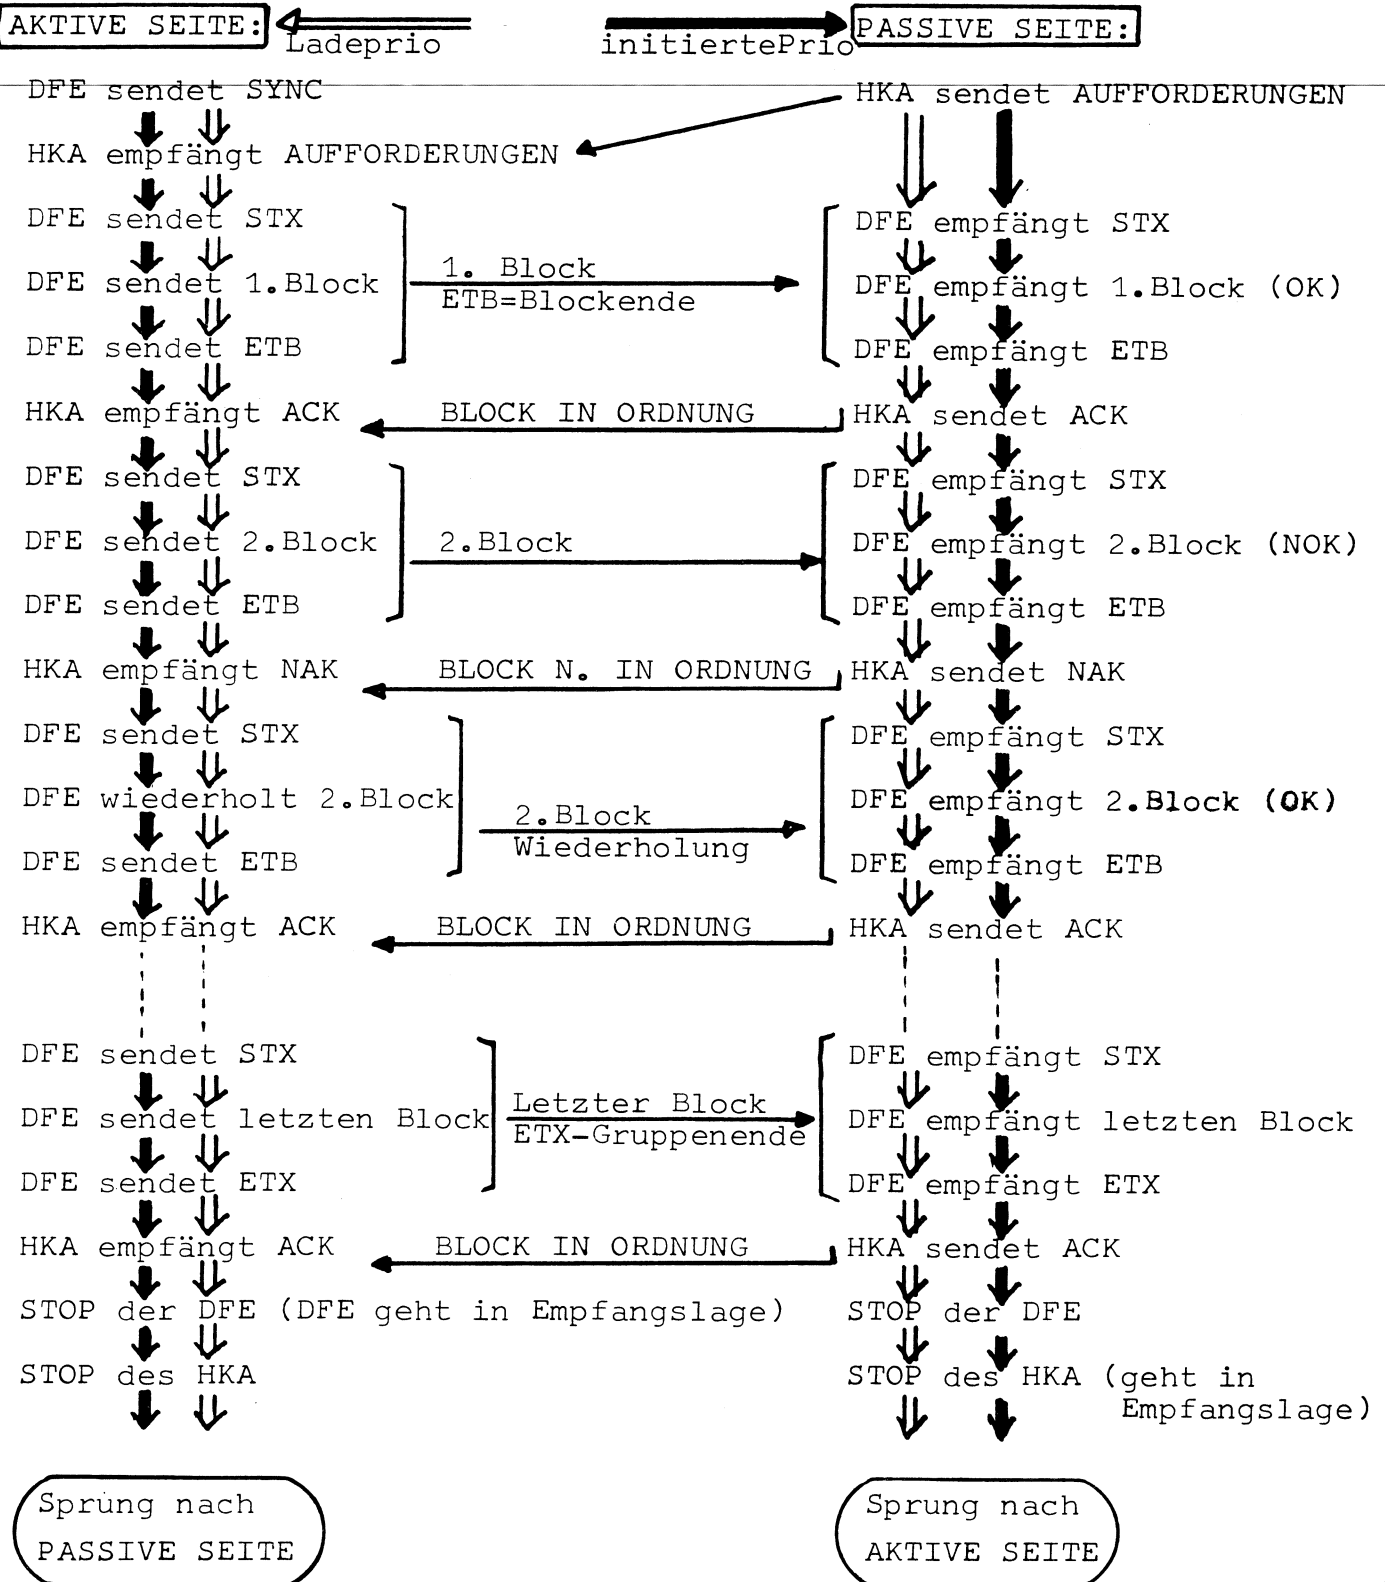 AKTIVE SEITE:
Ladeprio
initiertePrio
PASSIVE SEITE:
DFE sendet SYNC
HKA sendet AUFFORDERUNGEN
HKA empfängt AUFFORDERUNGEN
DFE sendet STX
DFE empfängt STX
DFE sendet 1.Block
1. Block
ETB=Blockende
DFE empfängt 1.Block (OK)
DFE sendet ETB
DFE empfängt ETB
HKA empfängt ACK
BLOCK IN ORDNUNG
HKA sendet ACK
DFE sendet STX
DFE empfängt STX
DFE sendet 2.Block
2.Block
DFE empfängt 2.Block (NOK)
DFE sendet ETB
DFE empfängt ETB
HKA empfängt NAK
BLOCK N. IN ORDNUNG
HKA sendet NAK
DFE sendet STX
DFE empfängt STX
DFE wiederholt 2.Block
2.Block
Wiederholung
DFE empfängt 2.Block (OK)
DFE sendet ETB
DFE empfängt ETB
HKA empfängt ACK
BLOCK IN ORDNUNG
HKA sendet ACK
DFE sendet STX
DFE empfängt STX
DFE sendet letzten Block
Letzter Block
ETX-Gruppenende
DFE empfängt letzten Block
DFE sendet ETX
DFE empfängt ETX
HKA empfängt ACK
BLOCK IN ORDNUNG
HKA sendet ACK
STOP der DFE (DFE geht in Empfangslage)
STOP der DFE
STOP des HKA
STOP des HKA (geht in
Empfangslage)
Sprung nach
PASSIVE SEITE
Sprung nach
AKTIVE SEITE